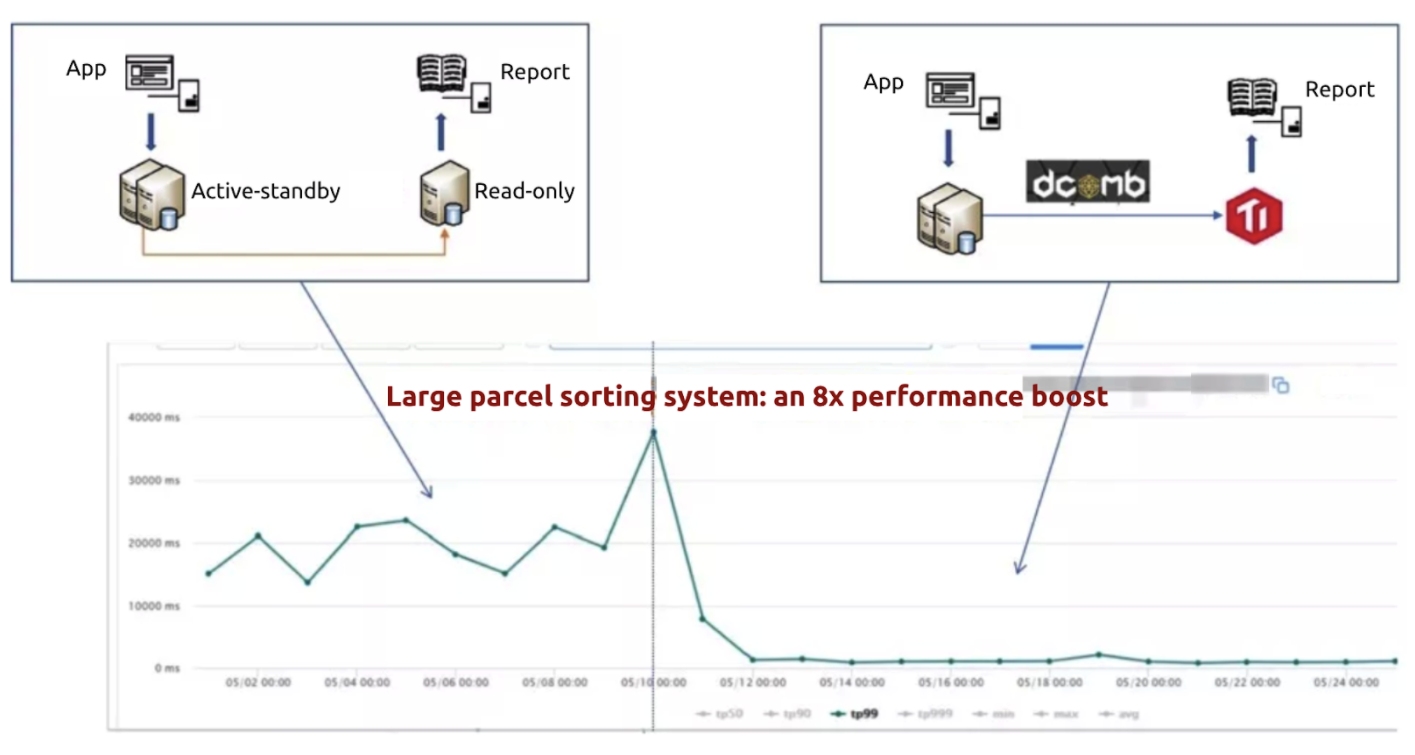 App
Report
Active-standby
Read-only
App
Report
dcomb
TI
Large parcel sorting system: an 8x performance boost
40000 ms
30000 ms
20000 ms
10000 ms
0 ms
05/02 00:00
05/04 00:00
05/06 00:00
05/08 00:00
05/10 00:00
05/12 00:00
05/14 00:00
05/16 00:00
05/18 00:00
05/20 00:00
05/22 00:00
05/24 00:00
tp50
tp90
tp99
tp999
min
max
avg